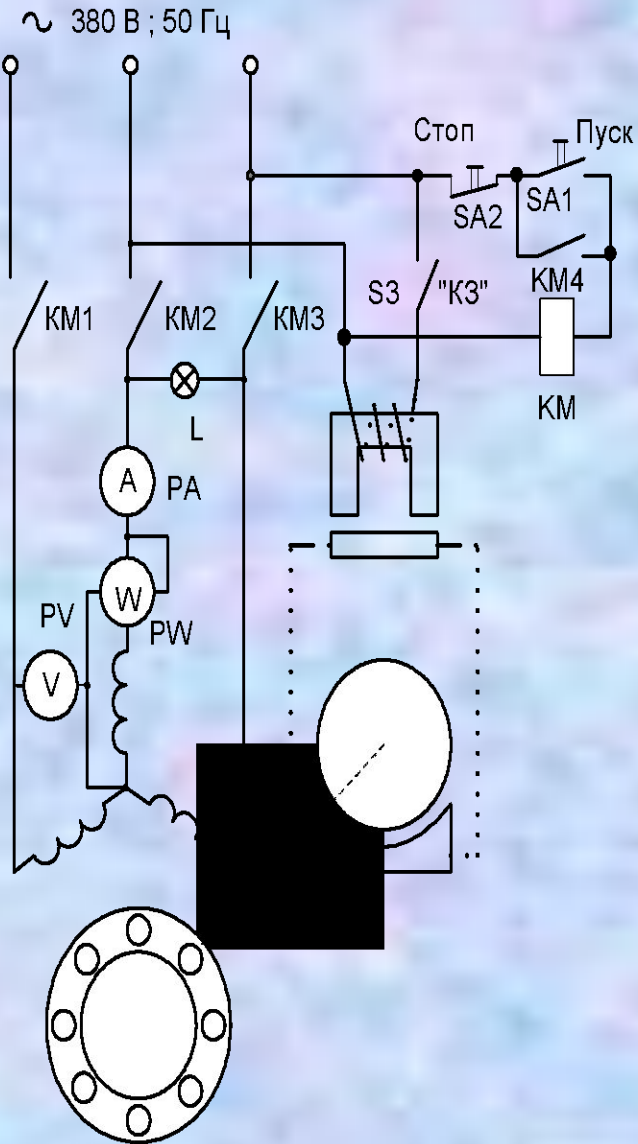 ~ 380 В ; 50 Гц
Стоп
Пуск
SA2
SA1
S3
"КЗ"
КМ4
КМ1
КМ2
КМ3
КМ
L
A
PA
W
PV
PW
V